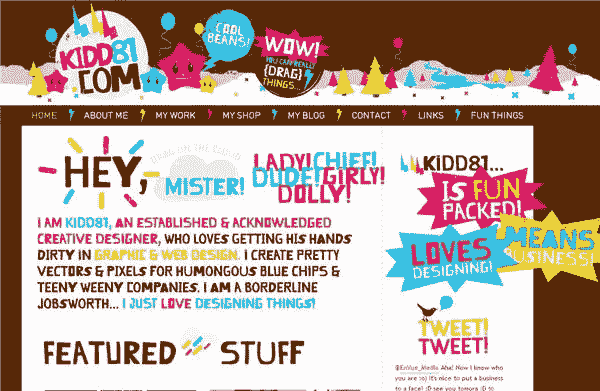 KIDD81
.COM
COOL
BEANS!
WOW!
YOU CAN REALLY
{DRAG}
THINGS...
HOME ABOUT ME MY WORK MY SHOP MY BLOG CONTACT LINKS FUN THINGS
HEY,
DRAG ON THE CLOUD
MISTER!
LADY! CHIEF!
DUDE! GIRLY!
DOLLY!
I AM KIDD81, AN ESTABLISHED & ACKNOWLEDGED
CREATIVE DESIGNER, WHO LOVES GETTING HIS HANDS
DIRTY IN GRAPHIC & WEB DESIGN. I CREATE PRETTY
VECTORS & PIXELS FOR HUMONGOUS BLUE CHIPS &
TEENY WEENY COMPANIES. I AM A BORDERLINE
JOBSWORTH... I JUST LOVE DESIGNING THINGS!
FEATURED STUFF
KIDD81...
IS FUN
PACKED!
LOVES
DESIGNING!
MEANS
BUSINESS!
TWEET!
TWEET!
Aha! Now I know who
you are :o) It's nice to put a business
to a face! :D see you tomora :D to